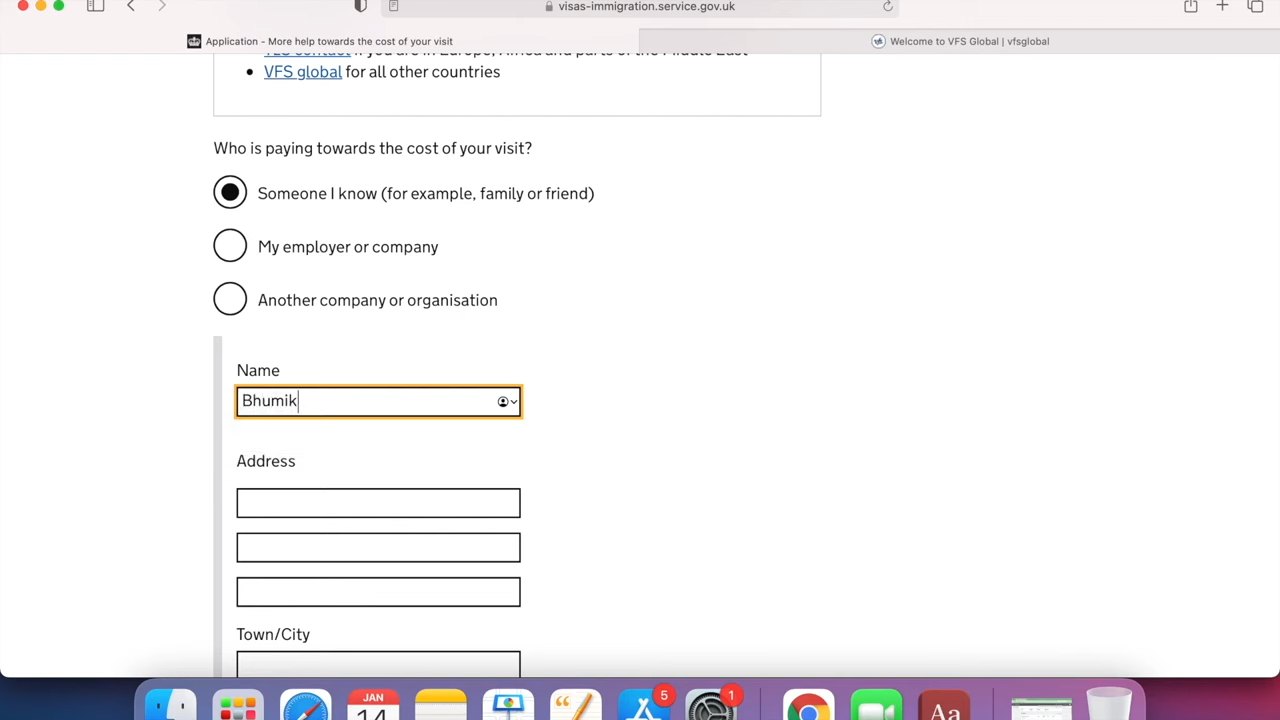 visas-immigration.service.gov.uk
Application - More help towards the cost of your visit
Welcome to VFS Global | vfsglobal
VFS global for all other countries
Who is paying towards the cost of your visit?
Someone I know (for example, family or friend)
My employer or company
Another company or organisation
Name
Bhumik
Address
Town/City
JAN
14
5
1
Aa